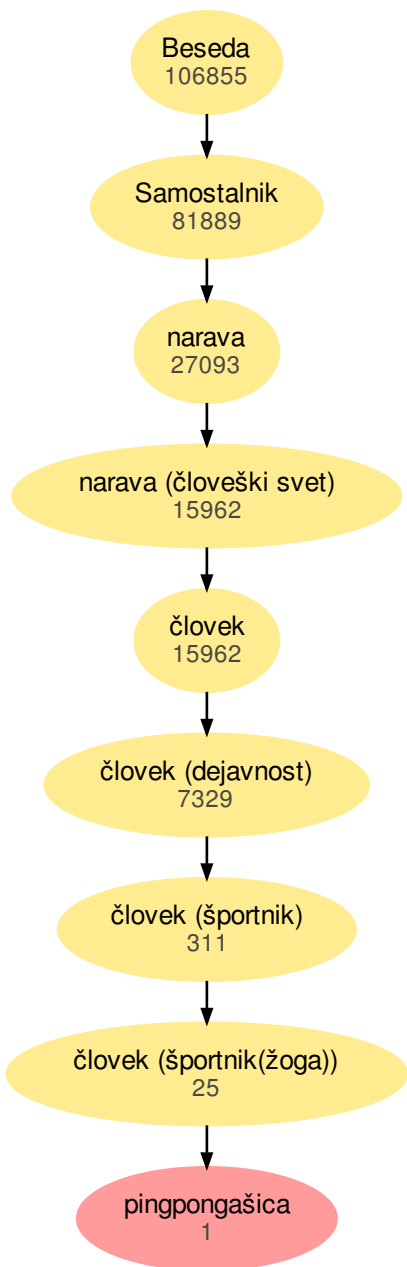 Beseda
106855
Samostalnik
81889
narava
27093
narava (človeški svet)
15962
človek
15962
človek (dejavnost)
7329
človek (športnik)
311
človek (športnik(žoga))
25
pingpongašica
1